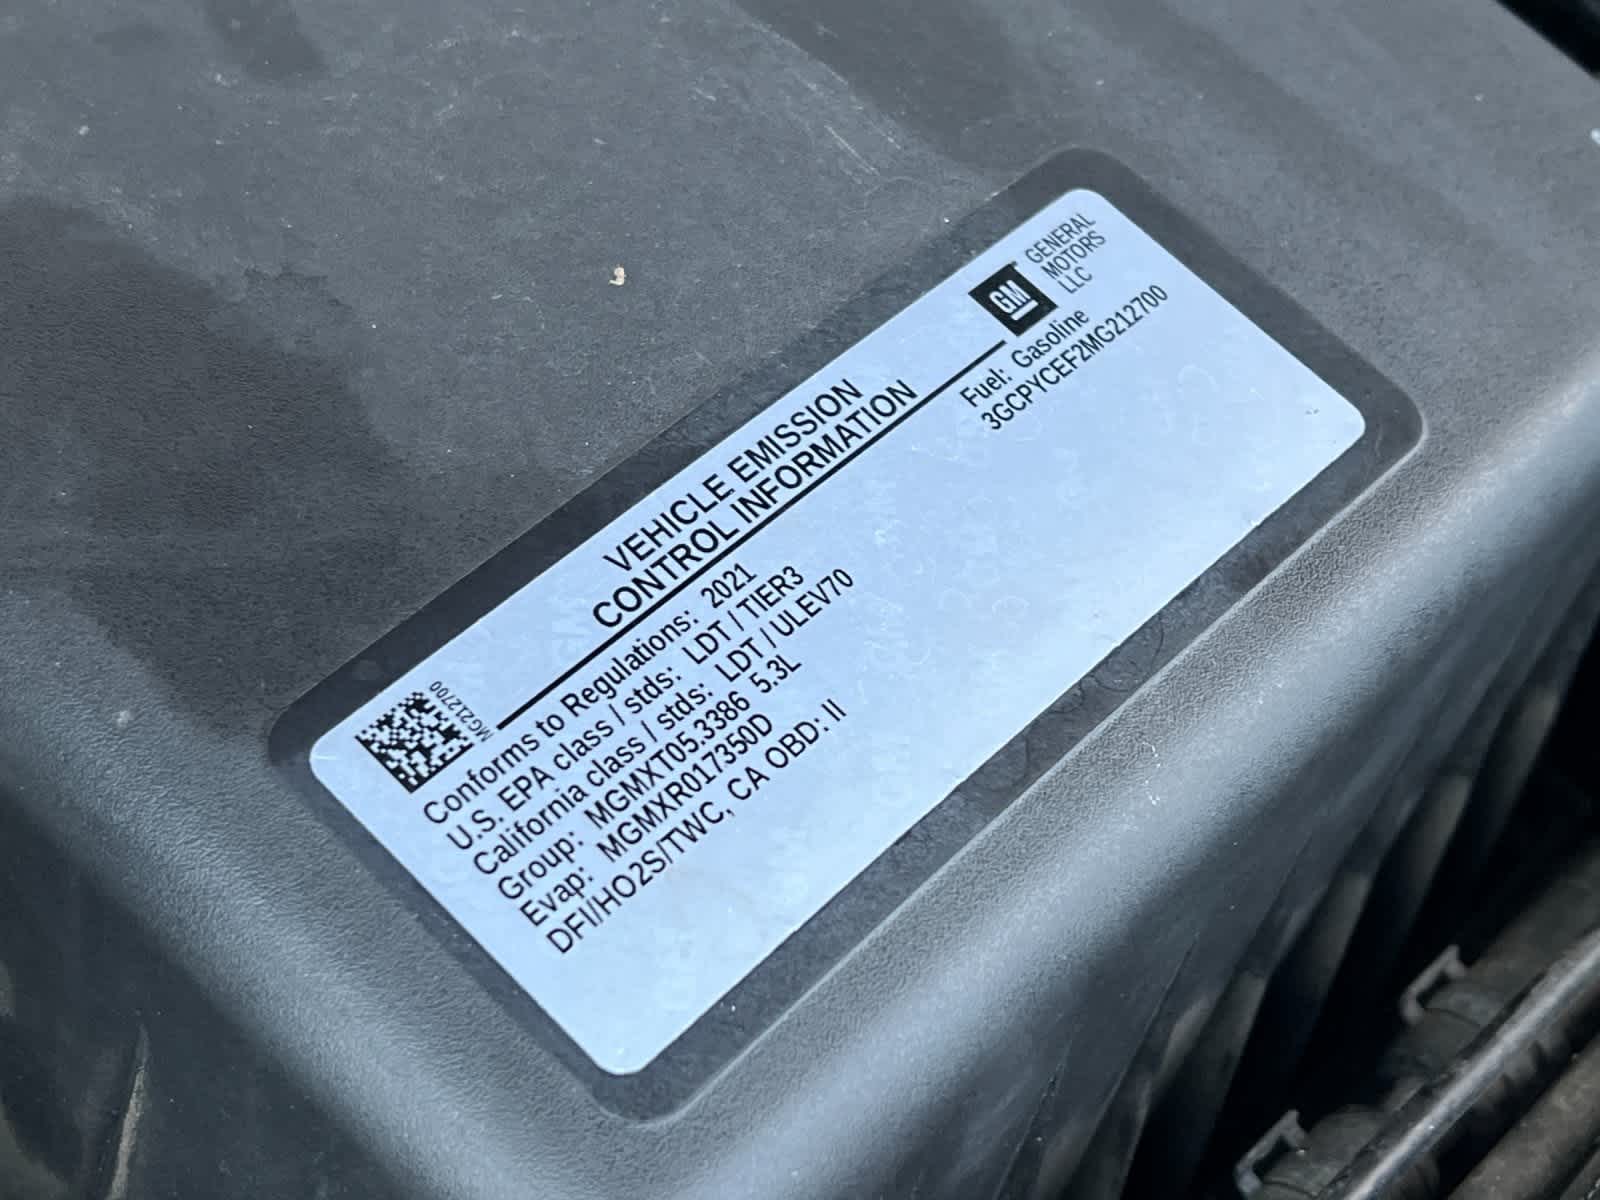 GM
GENERAL
MOTORS
LLC
VEHICLE EMISSION
CONTROL INFORMATION
Fuel: Gasoline
3GCPYCEF2MG212700
MG212700
Conforms to Regulations: 2021
U.S. EPA class / stds: LDT / TIER3
California class / stds: LDT / ULEV70
Group: MGMXT05.3386 5.3L
Evap: MGMXR017350D
DFI/HO2S/TWC, CA OBD: II